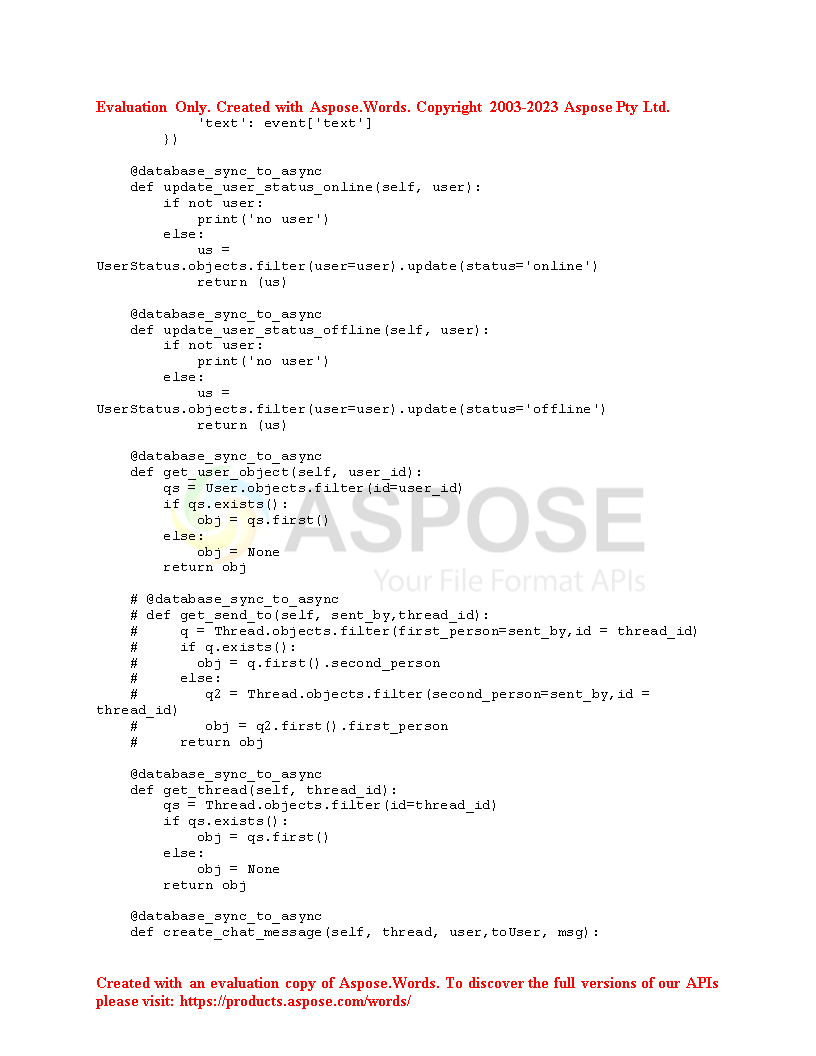 Evaluation Only. Created with Aspose.Words. Copyright 2003-2023 Aspose Pty Ltd.
            'text': event['text']
        })

    @database_sync_to_async
    def update_user_status_online(self, user):
        if not user:
            print('no user')
        else:
            us =
UserStatus.objects.filter(user=user).update(status='online')
            return (us)

    @database_sync_to_async
    def update_user_status_offline(self, user):
        if not user:
            print('no user')
        else:
            us =
UserStatus.objects.filter(user=user).update(status='offline')
            return (us)

    @database_sync_to_async
    def get_user_object(self, user_id):
        qs = User.objects.filter(id=user_id)
        if qs.exists():
            obj = qs.first()
        else:
            obj = None
        return obj
ASPOSE
Your File Format APIs

    # @database_sync_to_async
    # def get_send_to(self, sent_by,thread_id):
    #     q = Thread.objects.filter(first_person=sent_by,id = thread_id)
    #     if q.exists():
    #       obj = q.first().second_person
    #     else:
    #        q2 = Thread.objects.filter(second_person=sent_by,id =
thread_id)
    #        obj = q2.first().first_person
    #     return obj

    @database_sync_to_async
    def get_thread(self, thread_id):
        qs = Thread.objects.filter(id=thread_id)
        if qs.exists():
            obj = qs.first()
        else:
            obj = None
        return obj

    @database_sync_to_async
    def create_chat_message(self, thread, user,toUser, msg):
Created with an evaluation copy of Aspose.Words. To discover the full versions of our APIs
please visit: https://products.aspose.com/words/